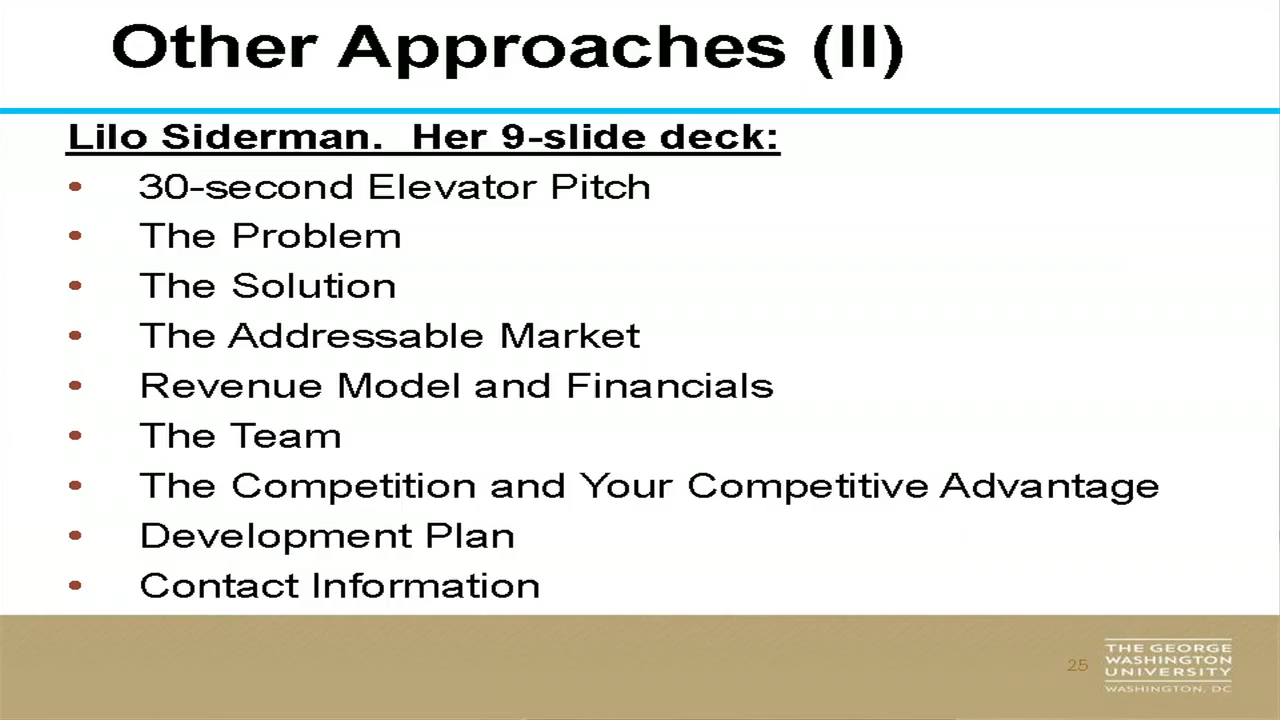 Other Approaches (II)
Lilo Siderman. Her 9-slide deck:
• 30-second Elevator Pitch
• The Problem
• The Solution
• The Addressable Market
• Revenue Model and Financials
• The Team
• The Competition and Your Competitive Advantage
• Development Plan
• Contact Information
25
THE GEORGE
WASHINGTON
UNIVERSITY
WASHINGTON, DC